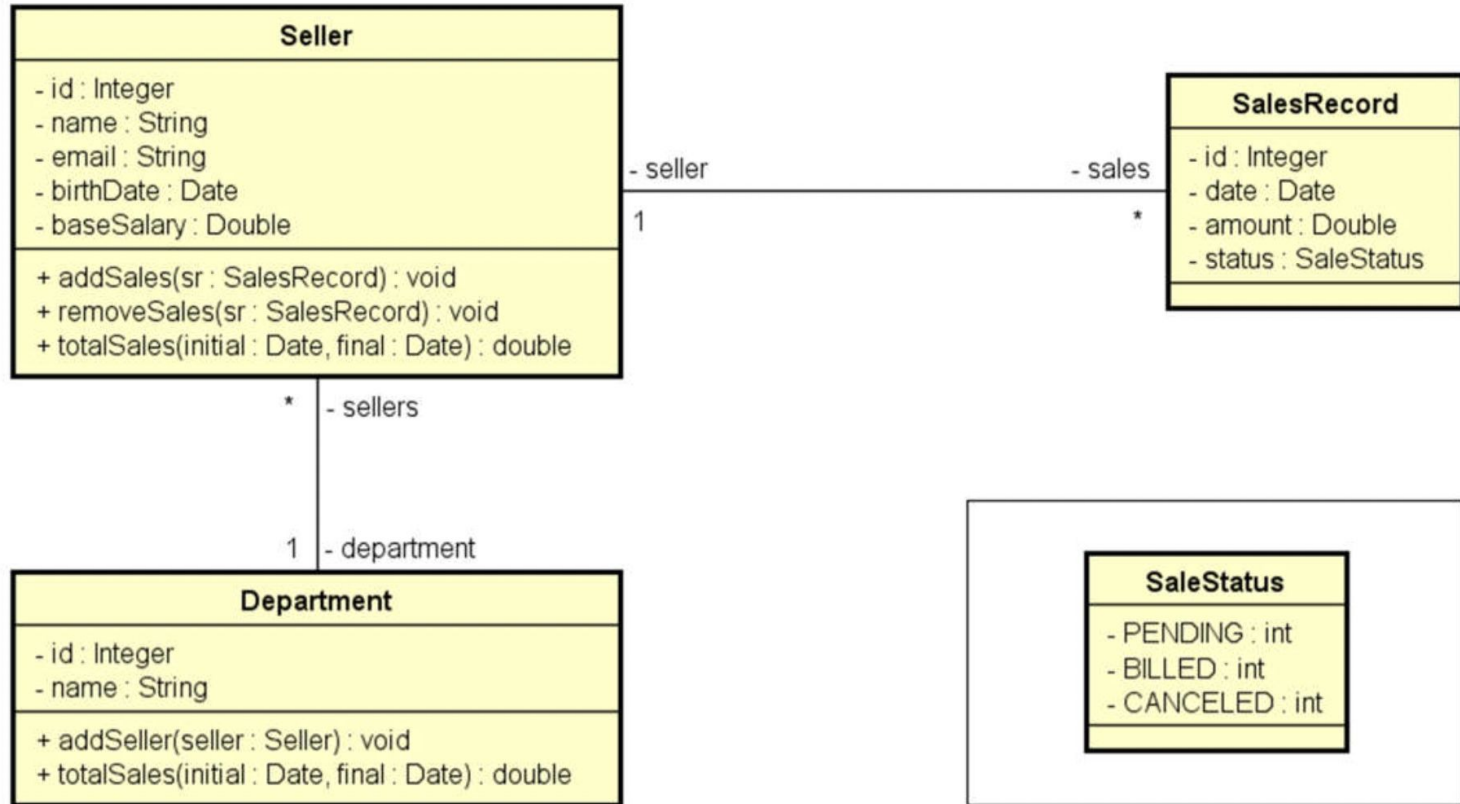 Seller
- id : Integer
- name : String
- email : String
- birthDate : Date
- baseSalary : Double
+ addSales(sr : SalesRecord) : void
+ removeSales(sr : SalesRecord) : void
+ totalSales(initial : Date, final : Date) : double
- seller
1
- sales
*
SalesRecord
- id : Integer
- date : Date
- amount : Double
- status : SaleStatus
* - sellers
1 - department
Department
- id : Integer
- name : String
+ addSeller(seller : Seller) : void
+ totalSales(initial : Date, final : Date) : double
SaleStatus
- PENDING : int
- BILLED : int
- CANCELED : int